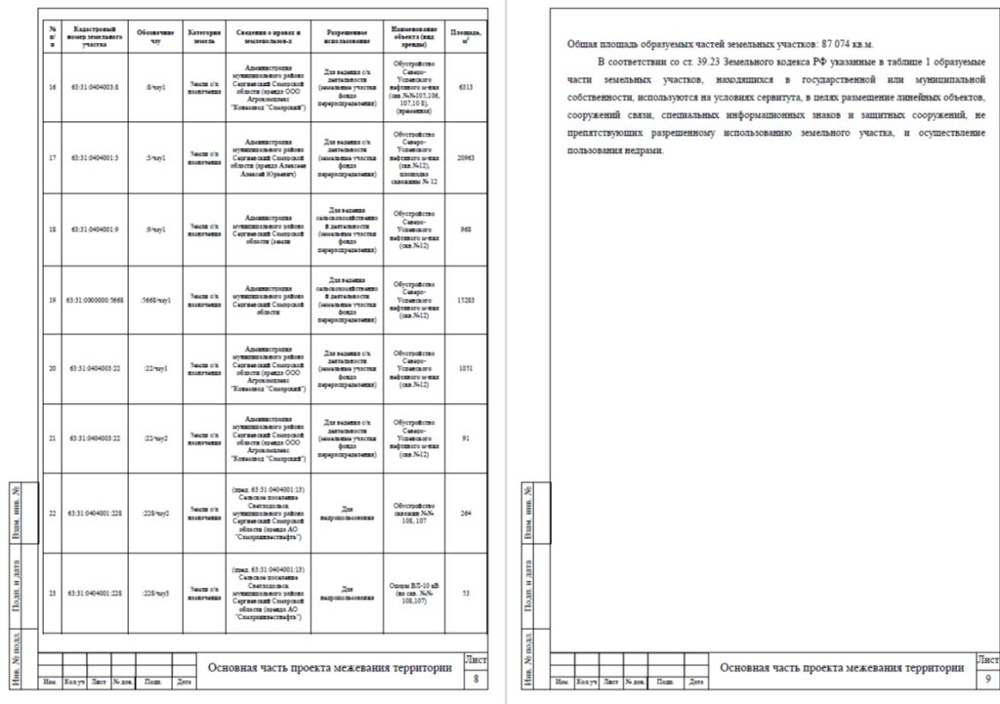 № п/п
Кадастровый номер земельного участка
Обозначение чзу
Категория земель
Сведения о правах и землепользов-х
Разрешенное использование
Наименование объекта (вид аренды)
Площадь, м²
16
63:31:0404003:8
:8/чзу1
Земли с/х назначения
Администрация
муниципального района
Сергиевский Самарской
области (аренда ООО
Агрокомплекс
"Конезавод "Самарский")
Для ведения с/х
деятельности
(земельные участки
фонда
перераспределения)
Обустройство
Северо-
Успенского
нефтяного м-ния
(скв.№№105,106,
107,108),
(временная)
6313
17
63:31:0404001:3
:3/чзу1
Земли с/х назначения
Администрация
муниципального района
Сергиевский Самарской
области (аренда Алексеев
Алексей Юрьевич)
Для ведения с/х
деятельности
(земельные участки
фонда
перераспределения)
Обустройство
Северо-
Успенского
нефтяного м-ния
(скв.№12),
площадка
скважины № 12
20963
18
63:31:0404001:9
:9/чзу1
Земли с/х назначения
Администрация
муниципального района
Сергиевский Самарской
области (земли
Для ведения
сельскохозяйственно
й деятельности
(земельные участки
фонда
перераспределения)
Обустройство
Северо-
Успенского
нефтяного м-ния
(скв.№12)
968
19
63:31:0000000:5668
:5668/чзу1
Земли с/х назначения
Администрация
муниципального района
Сергиевский Самарской
области
Для ведения
сельскохозяйственно
й деятельности
(земельные участки
фонда
перераспределения)
Обустройство
Северо-
Успенского
нефтяного м-ния
(скв.№12)
15283
20
63:31:0404003:22
:22/чзу1
Земли с/х назначения
Администрация
муниципального района
Сергиевский Самарской
области (аренда ООО
Агрокомплекс
"Конезавод "Самарский")
Для ведения с/х
деятельности
(земельные участки
фонда
перераспределения)
Обустройство
Северо-
Успенского
нефтяного м-ния
(скв.№12)
1051
21
63:31:0404003:22
:22/чзу2
Земли с/х назначения
Администрация
муниципального района
Сергиевский Самарской
области (аренда ООО
Агрокомплекс
"Конезавод "Самарский")
Для ведения с/х
деятельности
(земельные участки
фонда
перераспределения)
Обустройство
Северо-
Успенского
нефтяного м-ния
(скв.№12)
91
22
63:31:0404001:228
:228/чзу2
Земли с/х назначения
(пред. 63:31:0404001:13)
Сельское поселение
Светлодольск
муниципального района
Сергиевский Самарской
области (аренда АО
"Самараинвестнефть")
Для
недропользования
Обустройство
скважин №№
108, 107
264
23
63:31:0404001:228
:228/чзу3
Земли с/х назначения
(пред. 63:31:0404001:13)
Сельское поселение
Светлодольск
муниципального района
Сергиевский Самарской
области (аренда АО
"Самараинвестнефть")
Для
недропользования
Опоры ВЛ-10 кВ
(на скв. №№
108,107)
53
Взам. инв. №
Подп. и дата
Инв. № подл.
Изм. Кол.уч Лист № док. Подп. Дата
Основная часть проекта межевания территории
Лист
8
Общая площадь образуемых частей земельных участков: 87 074 кв.м.
В соответствии со ст. 39.23 Земельного кодекса РФ указанные в таблице 1 образуемые
части земельных участков, находящихся в государственной или муниципальной
собственности, используются на условиях сервитута, в целях размещение линейных объектов,
сооружений связи, специальных информационных знаков и защитных сооружений, не
препятствующих разрешенному использованию земельного участка, и осуществление
пользования недрами.
Взам. инв. №
Подп. и дата
Инв. № подл.
Изм. Кол.уч Лист № док. Подп. Дата
Основная часть проекта межевания территории
Лист
9